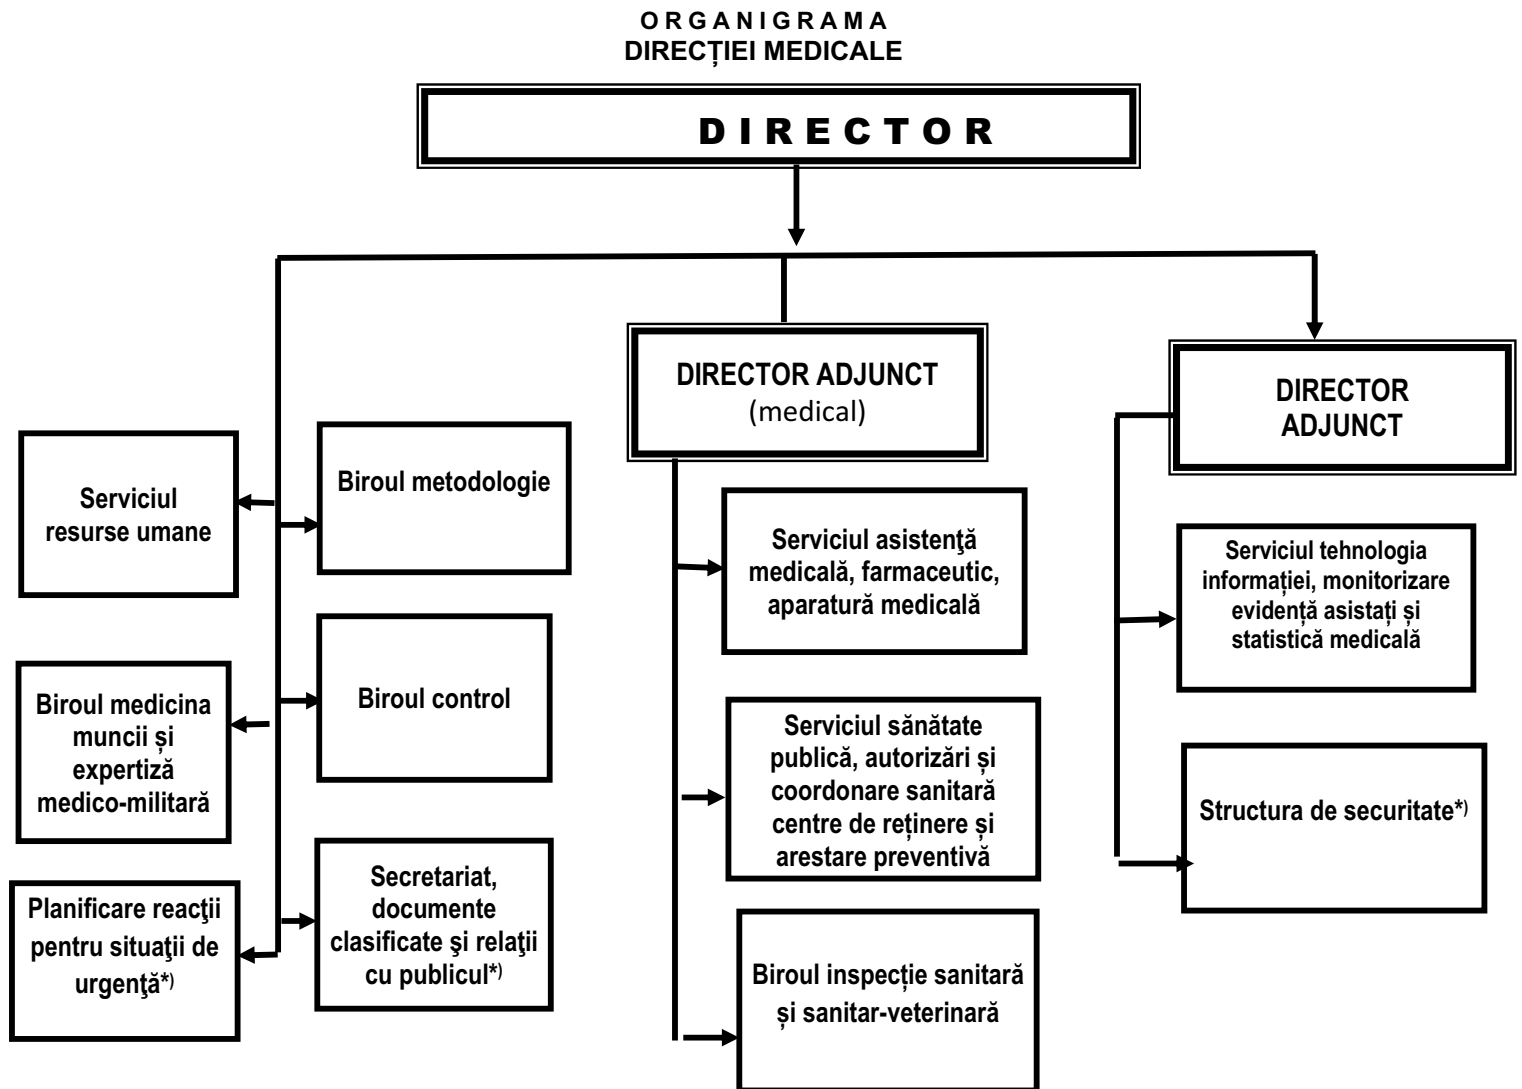 O R G A N I G R A M A
DIRECȚIEI MEDICALE
D I R E C T O R
DIRECTOR ADJUNCT
(medical)
DIRECTOR
ADJUNCT
Serviciul
resurse umane
Biroul metodologie
Serviciul asistenţă
medicală, farmaceutic,
aparatură medicală
Serviciul tehnologia
informației, monitorizare
evidență asistați și
statistică medicală
Biroul medicina
muncii și
expertiză
medico-militară
Biroul control
Serviciul sănătate
publică, autorizări și
coordonare sanitară
centre de reținere și
arestare preventivă
Structura de securitate*)
Planificare reacţii
pentru situaţii de
urgenţă*)
Secretariat,
documente
clasificate şi relaţii
cu publicul*)
Biroul inspecție sanitară
și sanitar-veterinară